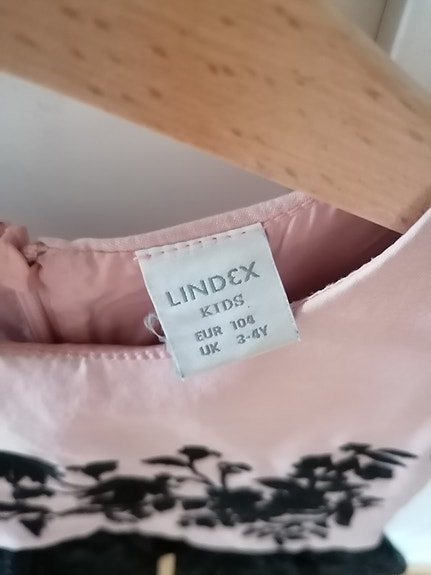 LINDEX
KIDS
EUR 104
UK 3-4Y